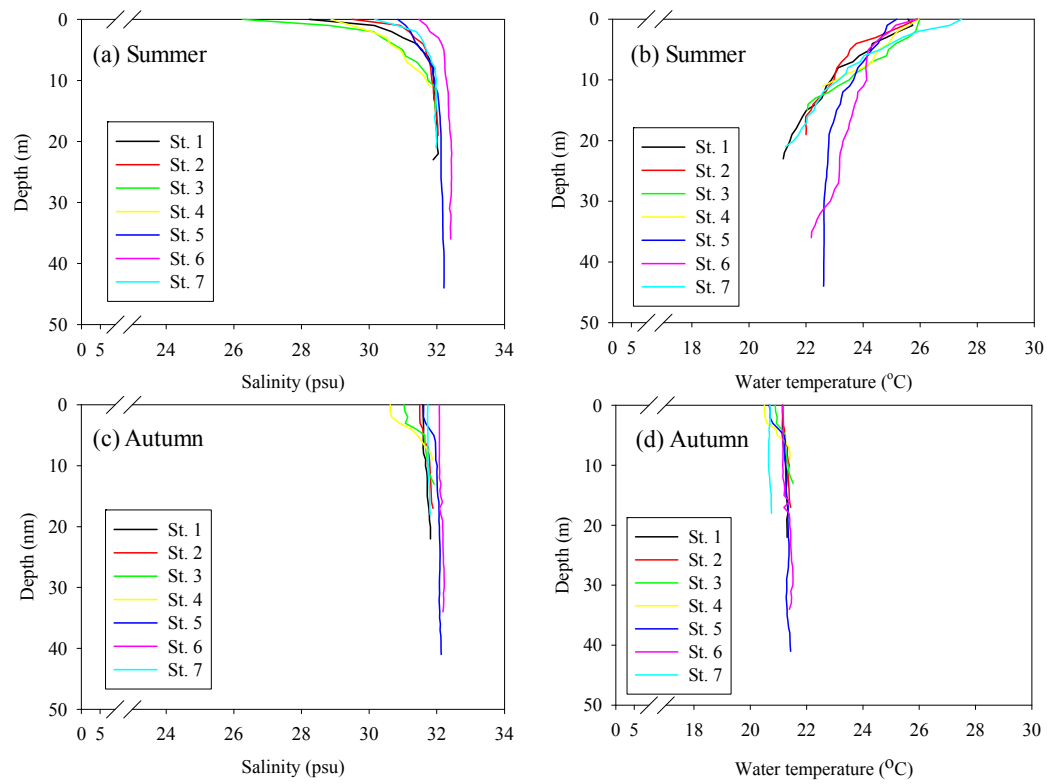 (a) Summer
Depth (m)
0
10
20
30
40
50
St. 1
St. 2
St. 3
St. 4
St. 5
St. 6
St. 7
0 5 26 28 30 32 34
Salinity (psu)
(b) Summer
Depth (m)
0
10
20
30
40
50
St. 1
St. 2
St. 3
St. 4
St. 5
St. 6
St. 7
0 5 18 20 22 24 26 28 30
Water temperature (°C)
(c) Autumn
Depth (nm)
0
10
20
30
40
50
St. 1
St. 2
St. 3
St. 4
St. 5
St. 6
St. 7
0 5 24 26 28 30 32 34
Salinity (psu)
(d) Autumn
Depth (m)
0
10
20
30
40
50
St. 1
St. 2
St. 3
St. 4
St. 5
St. 6
St. 7
0 5 18 20 22 24 26 28 30
Water temperature (°C)